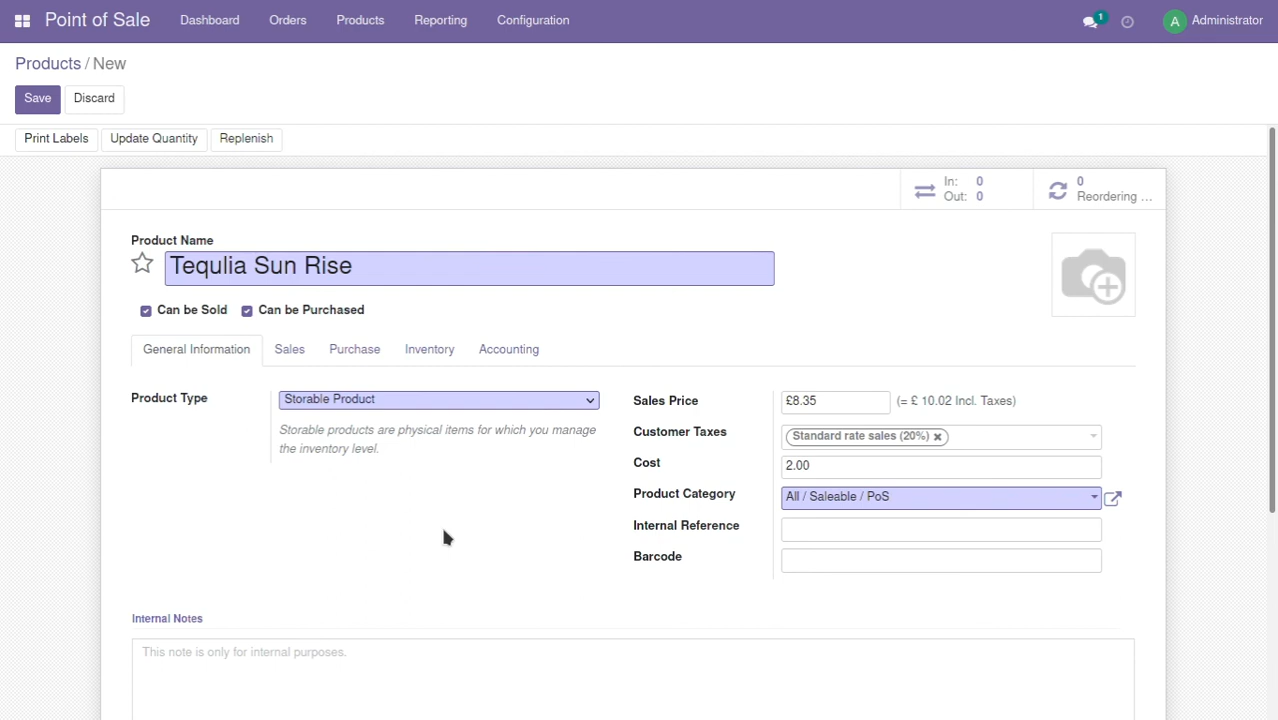 Point of Sale Dashboard Orders Products Reporting Configuration 1 A Administrator
Products / New
Save Discard
Print Labels Update Quantity Replenish
In: 0 0
Out: 0 Reordering ...
Product Name
Tequlia Sun Rise
Can be Sold Can be Purchased
General Information Sales Purchase Inventory Accounting
Product Type Storable Product Sales Price £8.35 (= £ 10.02 Incl. Taxes)
Storable products are physical items for which you manage Customer Taxes Standard rate sales (20%) ×
the inventory level. Cost 2.00
Product Category All / Saleable / PoS
Internal Reference
Barcode
Internal Notes
This note is only for internal purposes.